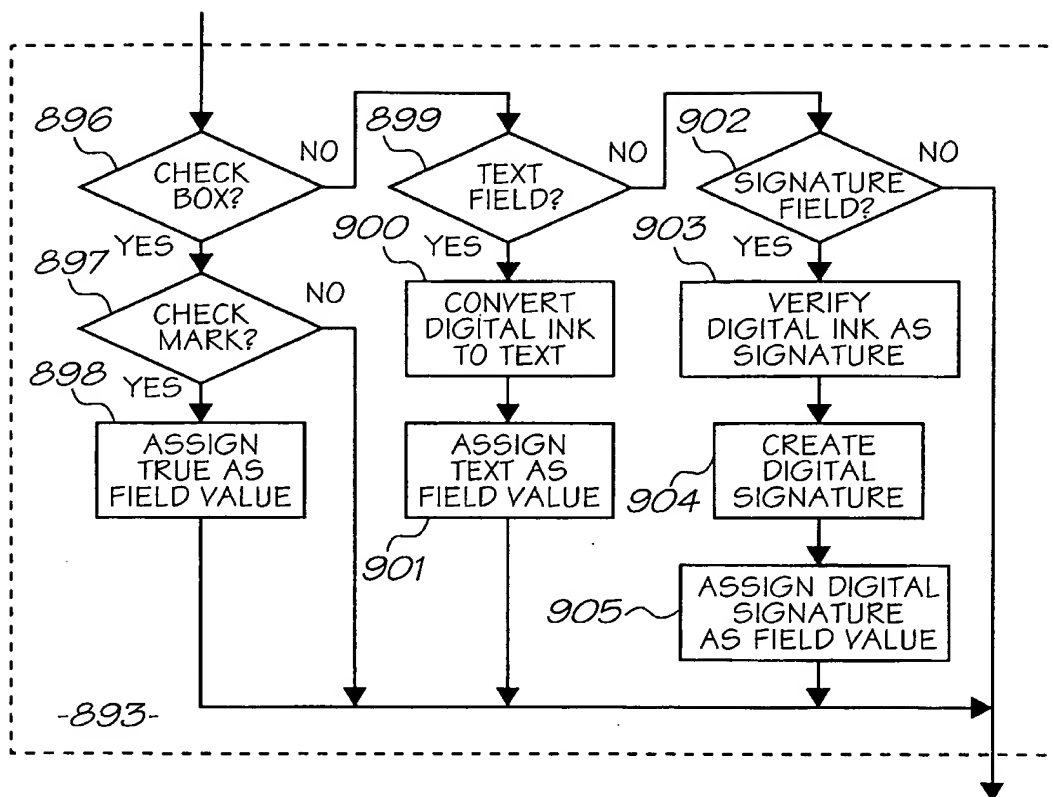 896
CHECK
BOX?
NO
YES
897
CHECK
MARK?
NO
YES
898
ASSIGN
TRUE AS
FIELD VALUE
899
TEXT
FIELD?
NO
YES
900
CONVERT
DIGITAL INK
TO TEXT
ASSIGN
TEXT AS
FIELD VALUE
901
902
SIGNATURE
FIELD?
NO
YES
903
VERIFY
DIGITAL INK AS
SIGNATURE
CREATE
DIGITAL
SIGNATURE
904
ASSIGN DIGITAL
SIGNATURE
AS FIELD VALUE
905
-893-